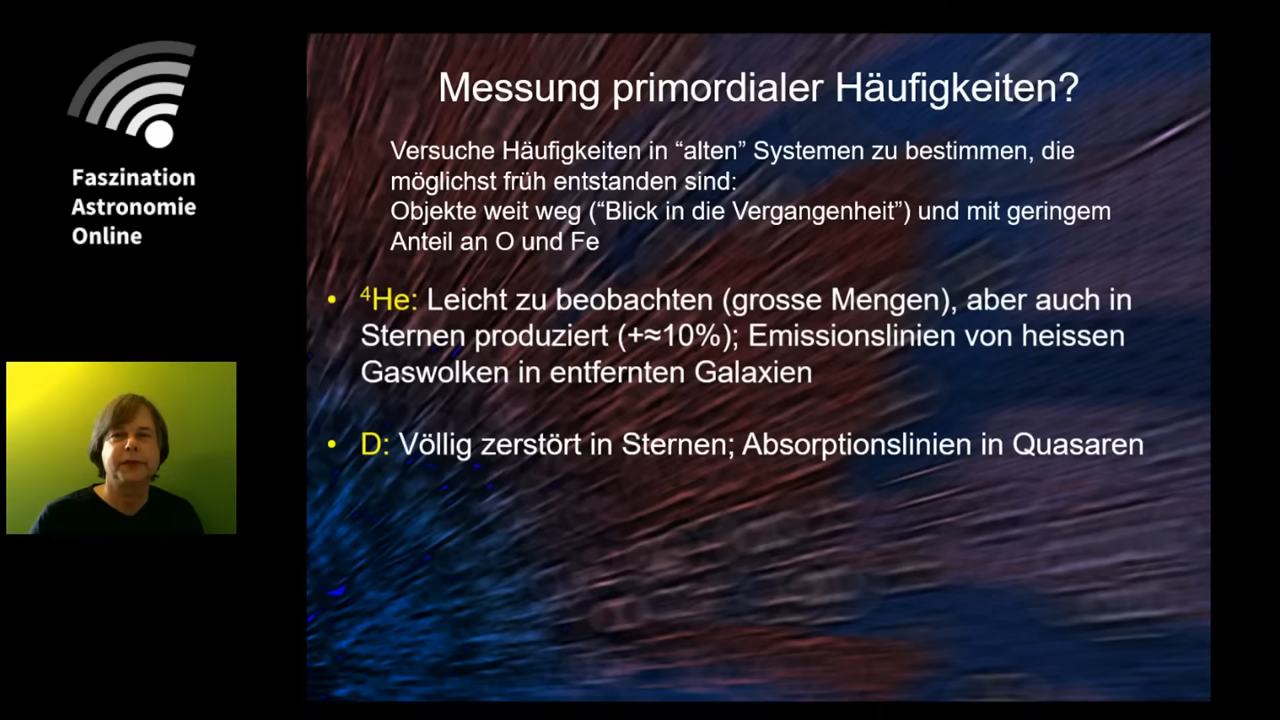 Faszination
Astronomie
Online
Messung primordialer Häufigkeiten?
Versuche Häufigkeiten in “alten” Systemen zu bestimmen, die
möglichst früh entstanden sind:
Objekte weit weg (“Blick in die Vergangenheit”) und mit geringem
Anteil an O und Fe
• ⁴He: Leicht zu beobachten (grosse Mengen), aber auch in
Sternen produziert (+≈10%); Emissionslinien von heissen
Gaswolken in entfernten Galaxien
• D: Völlig zerstört in Sternen; Absorptionslinien in Quasaren